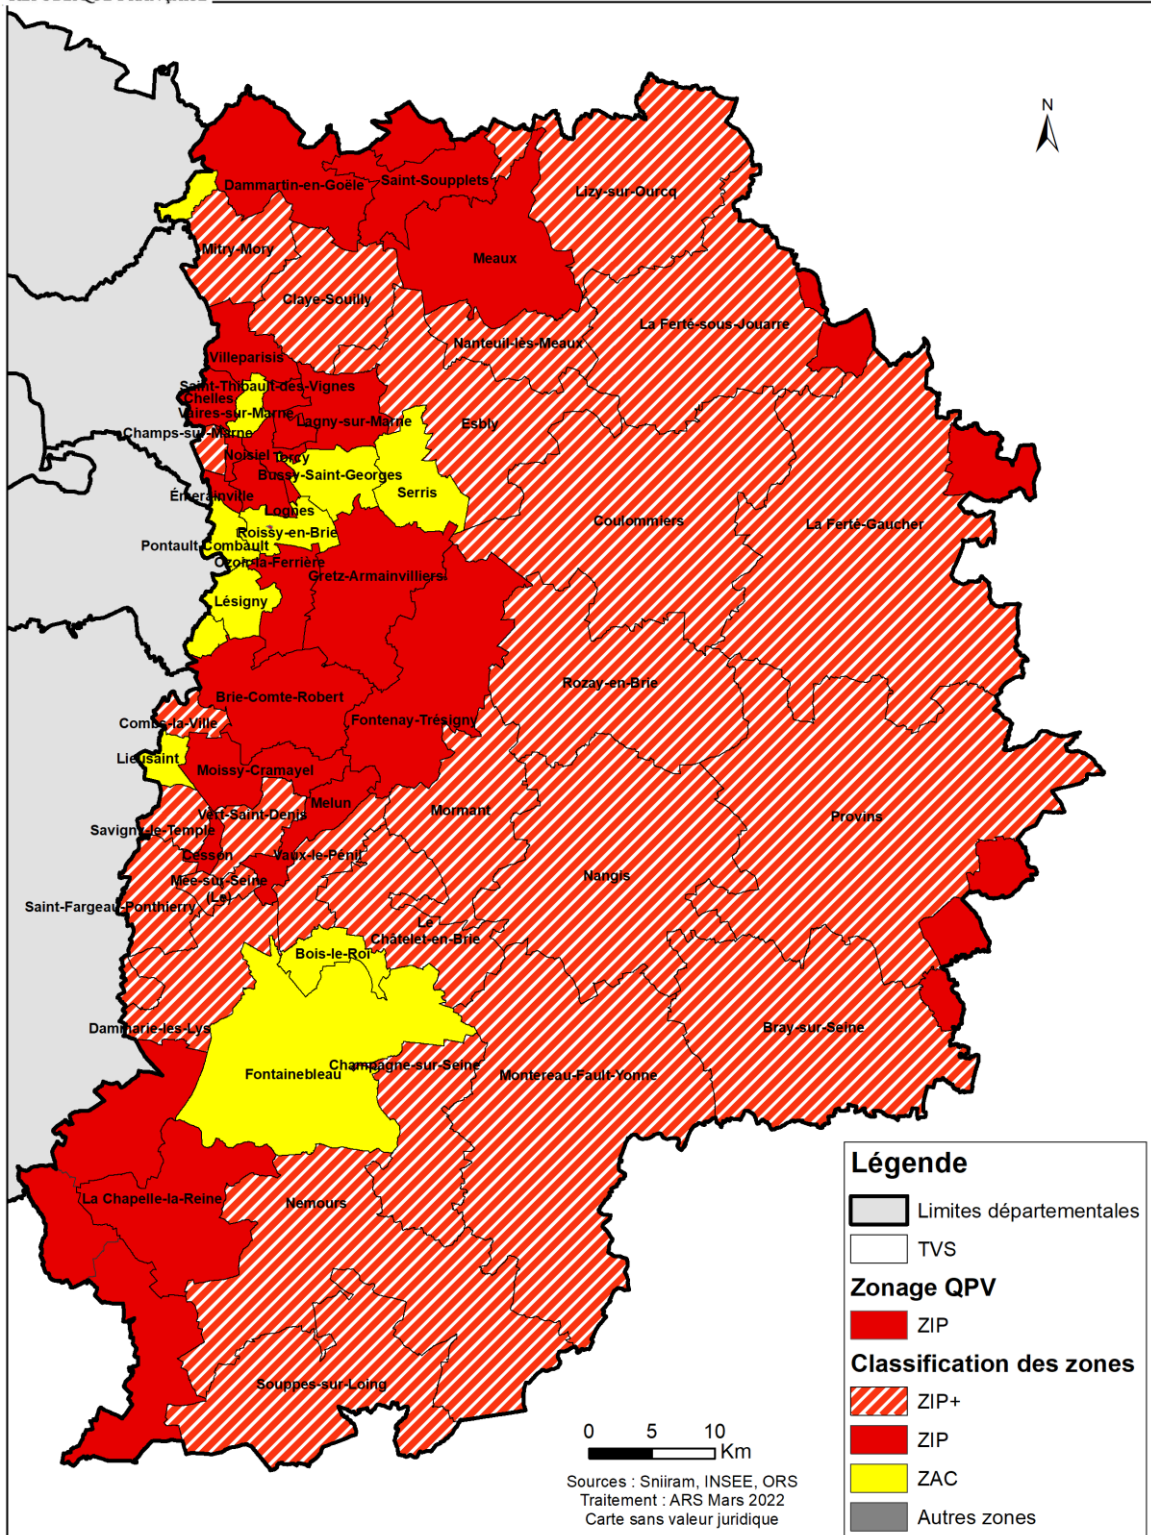 N
Dammartin-en-Goële
Saint-Soupplets
Lizy-sur-Ourcq
Mitry-Mory
Meaux
Claye-Souilly
La Ferté-sous-Jouarre
Nanteuil-lès-Meaux
Villeparisis
Saint-Thibault-des-Vignes
Chelles
Vaires-sur-Marne
Lagny-sur-Marne
Esbly
Champs-sur-Marne
Noisiel
Torcy
Bussy-Saint-Georges
Serris
Émerainville
Lognes
Coulommiers
La Ferté-Gaucher
Roissy-en-Brie
Pontault-Combault
Ozoir-la-Ferrière
Gretz-Armainvilliers
Lésigny
Rozay-en-Brie
Brie-Comte-Robert
Combs-la-Ville
Fontenay-Trésigny
Lieusaint
Moissy-Cramayel
Melun
Mormant
Vert-Saint-Denis
Provins
Savigny-le-Temple
Cesson
Vaux-le-Pénil
Nangis
Mée-sur-Seine
(Le)
Saint-Fargeau-Ponthierry
Le
Châtelet-en-Brie
Bois-le-Roi
Dammarie-les-Lys
Bray-sur-Seine
Champagne-sur-Seine
Fontainebleau
Montereau-Fault-Yonne
La Chapelle-la-Reine
Nemours
Souppes-sur-Loing
Légende
Limites départementales
TVS
Zonage QPV
ZIP
Classification des zones
ZIP+
ZIP
ZAC
Autres zones
0 5 10
Km
Sources : Sniiram, INSEE, ORS
Traitement : ARS Mars 2022
Carte sans valeur juridique